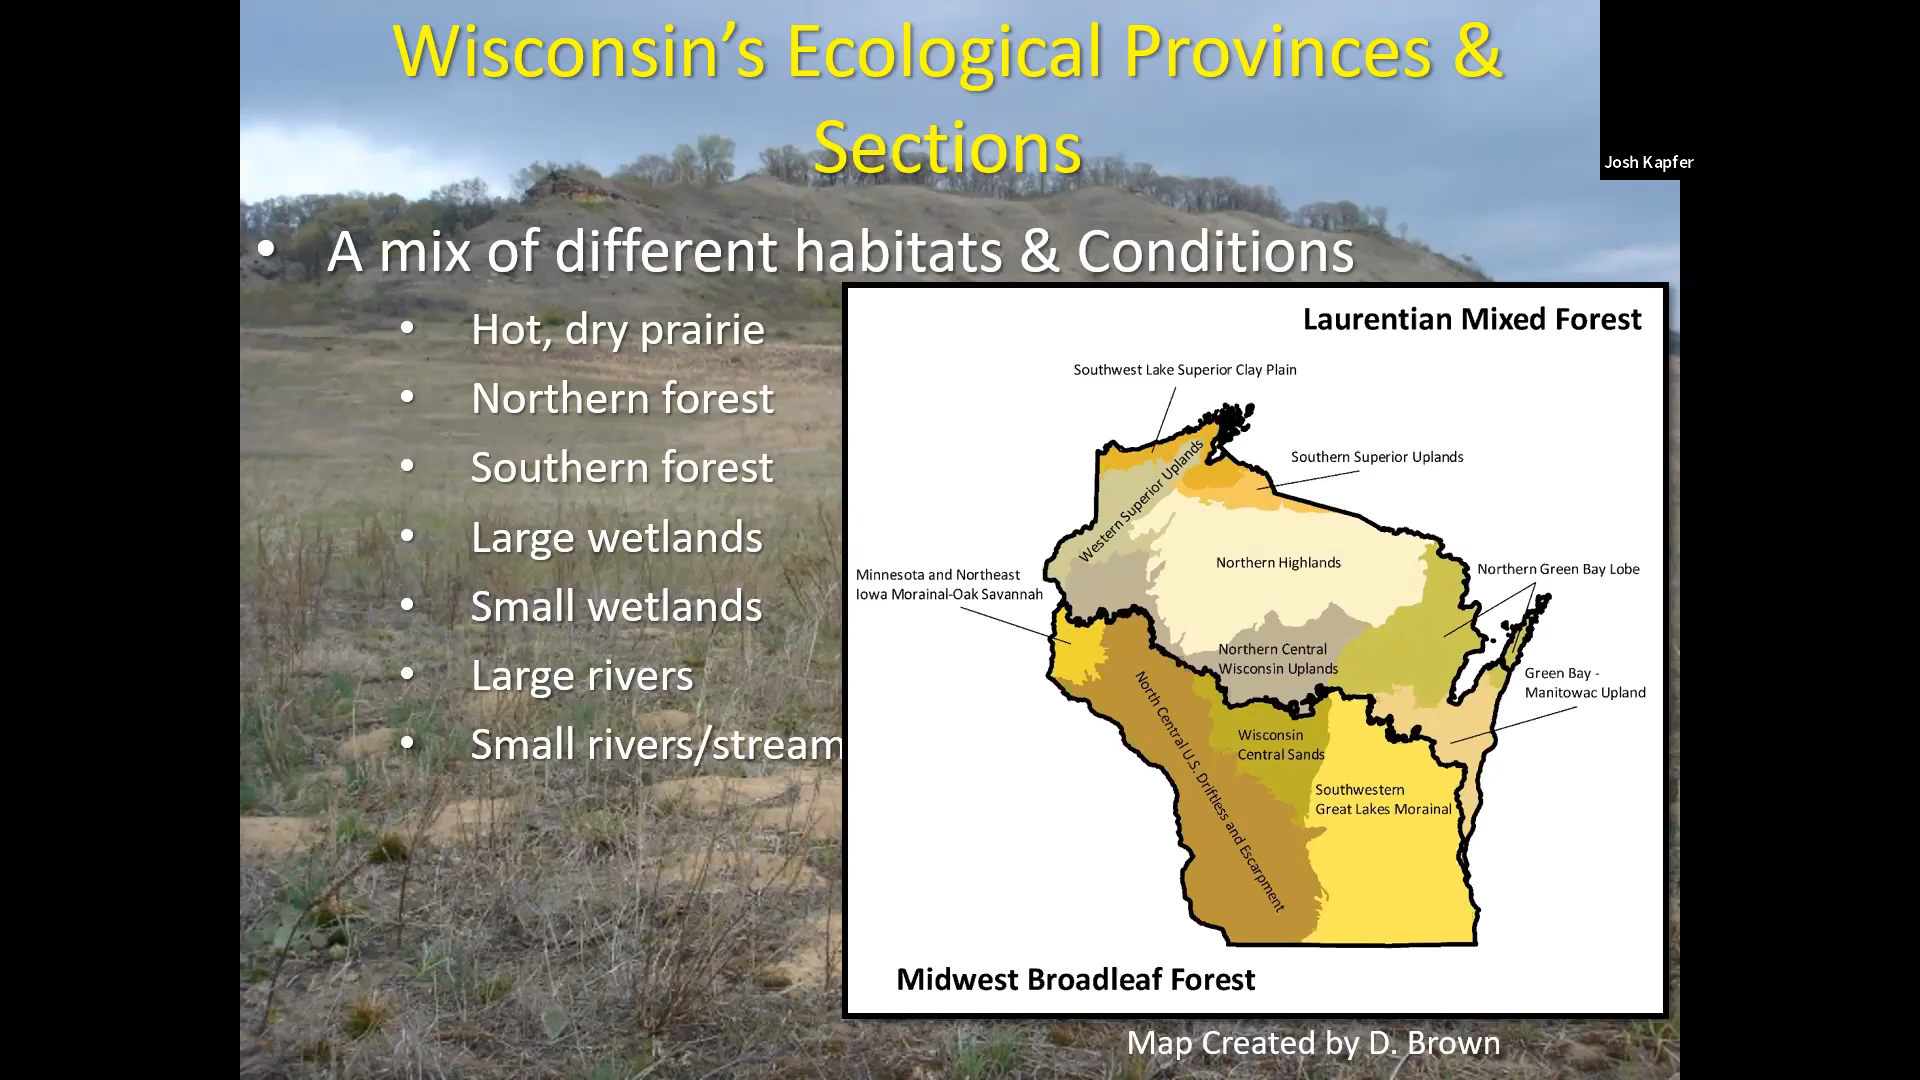 Wisconsin’s Ecological Provinces &
Sections
Josh Kapfer
• A mix of different habitats & Conditions
• Hot, dry prairie
• Northern forest
• Southern forest
• Large wetlands
• Small wetlands
• Large rivers
• Small rivers/stream
Laurentian Mixed Forest
Southwest Lake Superior Clay Plain
Southern Superior Uplands
Western Superior Uplands
Northern Highlands
Northern Green Bay Lobe
Minnesota and Northeast
Iowa Morainal-Oak Savannah
Northern Central
Wisconsin Uplands
Green Bay -
Manitowac Upland
North Central U.S. Driftless and Escarpment
Wisconsin
Central Sands
Southwestern
Great Lakes Morainal
Midwest Broadleaf Forest
Map Created by D. Brown